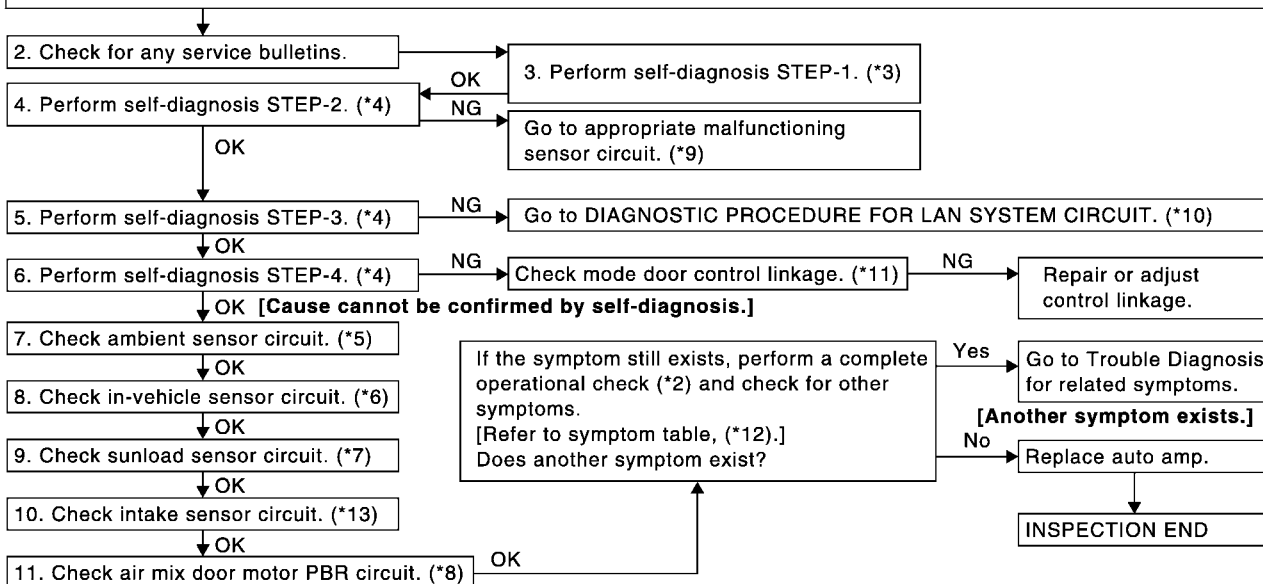 2. Check for any service bulletins.
3. Perform self-diagnosis STEP-1. (*3)
OK
4. Perform self-diagnosis STEP-2. (*4)
NG
Go to appropriate malfunctioning
sensor circuit. (*9)
OK
5. Perform self-diagnosis STEP-3. (*4)
NG
Go to DIAGNOSTIC PROCEDURE FOR LAN SYSTEM CIRCUIT. (*10)
OK
6. Perform self-diagnosis STEP-4. (*4)
NG
Check mode door control linkage. (*11)
NG
Repair or adjust
control linkage.
OK
[Cause cannot be confirmed by self-diagnosis.]
7. Check ambient sensor circuit. (*5)
OK
8. Check in-vehicle sensor circuit. (*6)
OK
9. Check sunload sensor circuit. (*7)
OK
10. Check intake sensor circuit. (*13)
OK
11. Check air mix door motor PBR circuit. (*8)
OK
If the symptom still exists, perform a complete
operational check (*2) and check for other
symptoms.
[Refer to symptom table, (*12).]
Does another symptom exist?
Yes
Go to Trouble Diagnosis
for related symptoms.
[Another symptom exists.]
No
Replace auto amp.
INSPECTION END